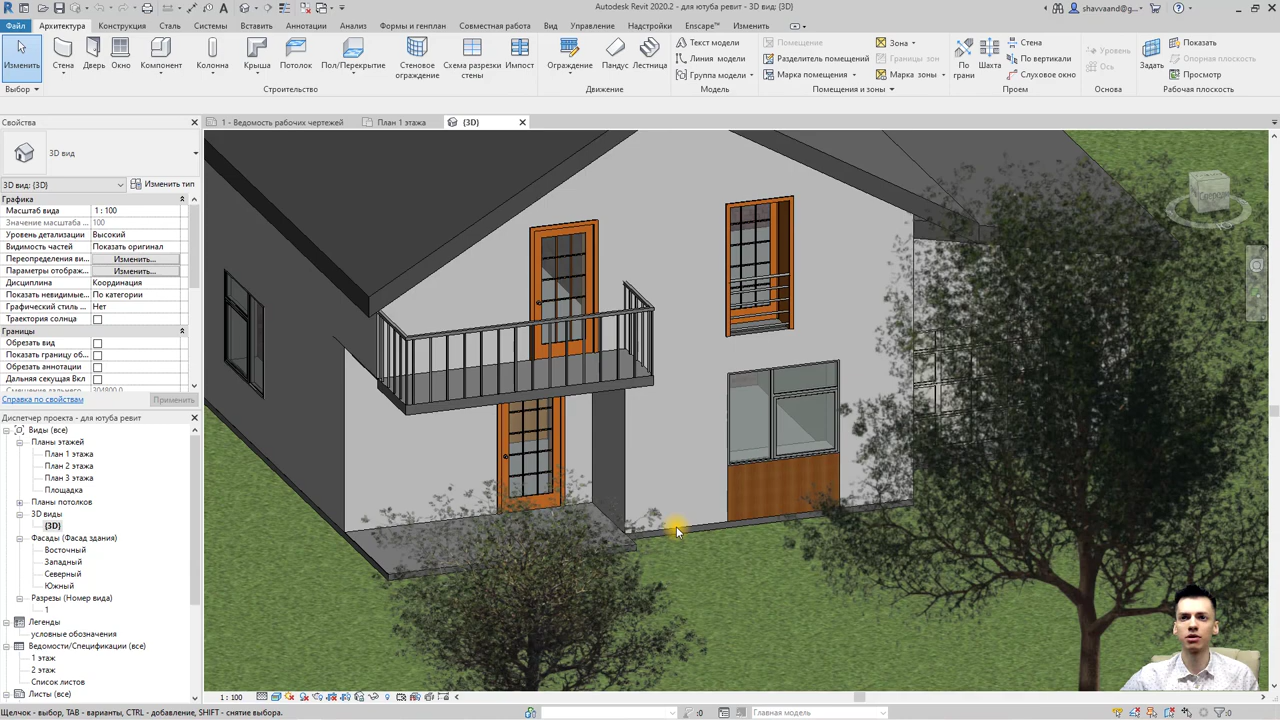 Autodesk Revit 2020.2 - для ютуба ревит - 3D вид: {3D}
shavvaand@g...
Файл Архитектура Конструкция Сталь Системы Вставить Аннотации Анализ Формы и генплан Совместная работа Вид Управление Надстройки Enscape™ Изменить
Изменить Стена Дверь Окно Компонент Колонна Крыша Потолок Пол/Перекрытие Стеновое ограждение Схема разрезки стены Импост Ограждение Пандус Лестница
Текст модели
Линия модели
Группа модели
Помещение
Разделитель помещений
Марка помещения
Зона
Границы зон
Марка зоны
По грани Шахта
Стена
По вертикали
Слуховое окно
Уровень
Ось
Задать
Показать
Опорная плоскость
Просмотр
Выбор Строительство Движение Модель Помещения и зоны Проем Основа Рабочая плоскость
Свойства
1 - Ведомость рабочих чертежей План 1 этажа {3D}
3D вид
3D вид: {3D} Изменить тип
Графика
Масштаб вида 1 : 100
Значение масштаба 100
Уровень детализации Высокий
Видимость частей Показать оригинал
Переопределения ви... Изменить...
Параметры отображ... Изменить...
Дисциплина Координация
Показать невидимые... По категории
Графический стиль ... Нет
Траектория солнца
Границы
Обрезать вид
Показать границу об...
Обрезать аннотации
Дальняя секущая Вкл
304800.0
Справка по свойствам Применить
Диспетчер проекта - для ютуба ревит
Виды (все)
Планы этажей
План 1 этажа
План 2 этажа
План 3 этажа
Площадка
Планы потолков
3D виды
{3D}
Фасады (Фасад здания)
Восточный
Западный
Северный
Южный
Разрезы (Номер вида)
1
Легенды
условные обозначения
Ведомости/Спецификации (все)
1 этаж
2 этаж
Список листов
Листы (все)
Спереди
1 : 100
Щелчок - выбор, TAB - варианты, CTRL - добавление, SHIFT - снятие выбора.
:0 Главная модель :0